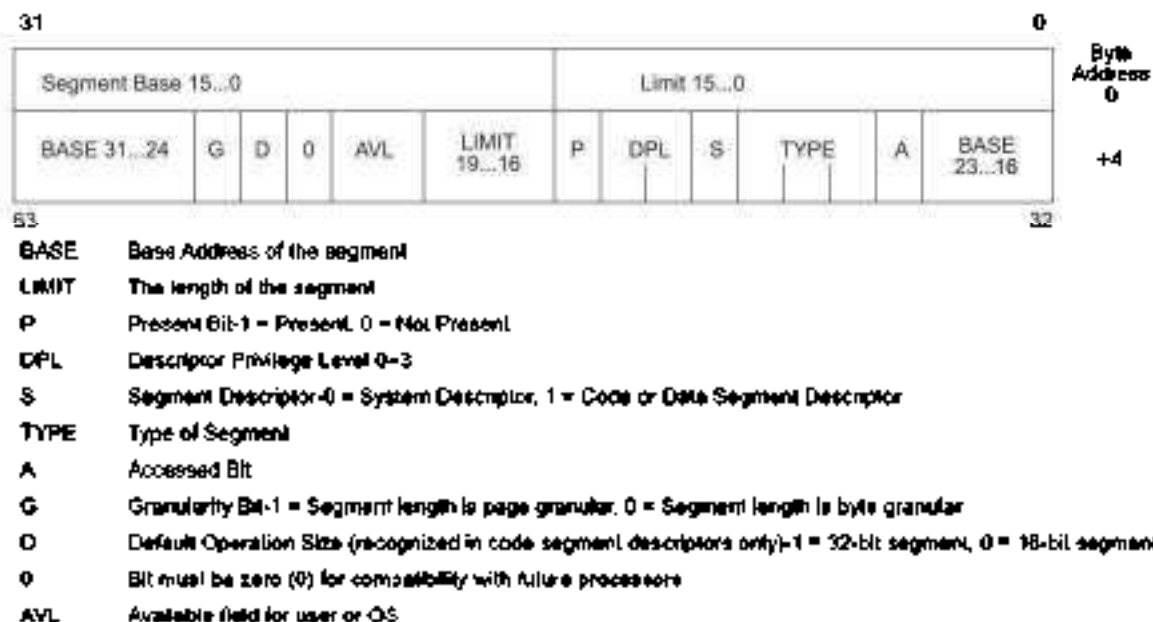 31 0
Byte
Address
0
Segment Base 15...0 Limit 15...0
BASE 31...24 G D 0 AVL LIMIT 19...16 P DPL S TYPE A BASE 23...16
+4
63 32
BASE Base Address of the segment
LIMIT The length of the segment
P Present Bit-1 = Present, 0 = Not Present
DPL Descriptor Privilege Level 0-3
S Segment Descriptor-0 = System Descriptor, 1 = Code or Data Segment Descriptor
TYPE Type of Segment
A Accessed Bit
G Granularity Bit-1 = Segment length is page granular, 0 = Segment length is byte granular
D Default Operation Size (recognized in code segment descriptors only)-1 = 32-bit segment, 0 = 16-bit segment
0 Bit must be zero (0) for compatibility with future processors
AVL Available field for user or OS